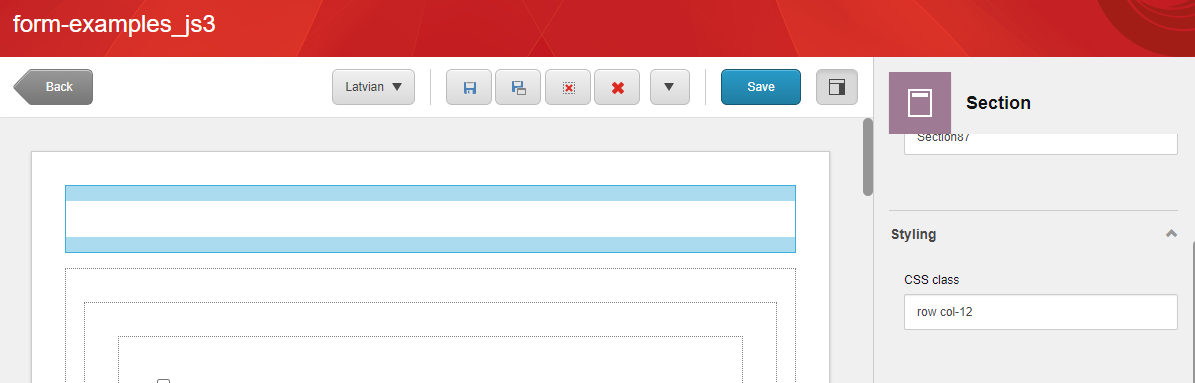 form-examples_js3
Back
Latvian
Save
Section
Section87
Styling
CSS class
row col-12